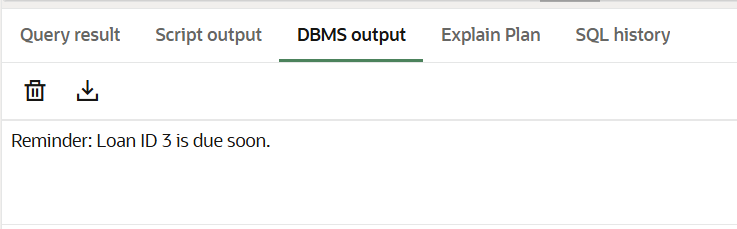 Query result Script output DBMS output Explain Plan SQL history
Reminder: Loan ID 3 is due soon.